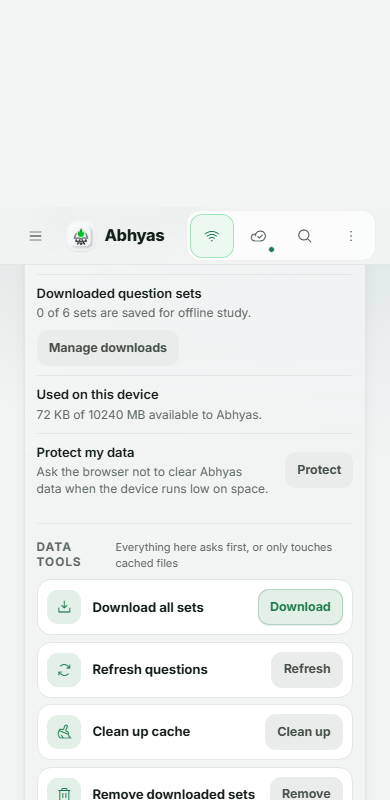 Abhyas
Downloaded question sets
0 of 6 sets are saved for offline study.
Manage downloads
Used on this device
72 KB of 10240 MB available to Abhyas.
Protect my data
Ask the browser not to clear Abhyas
data when the device runs low on space.
Protect
DATA
TOOLS
Everything here asks first, or only touches
cached files
Download all sets
Download
Refresh questions
Refresh
Clean up cache
Clean up
Remove downloaded sets
Remove